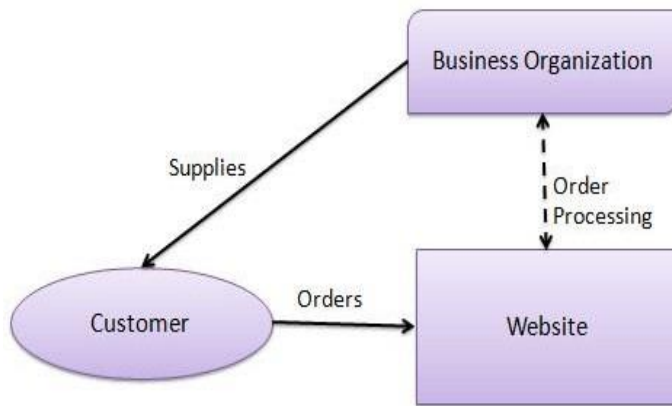 Business Organization
Supplies
Order
Processing
Orders
Customer
Website